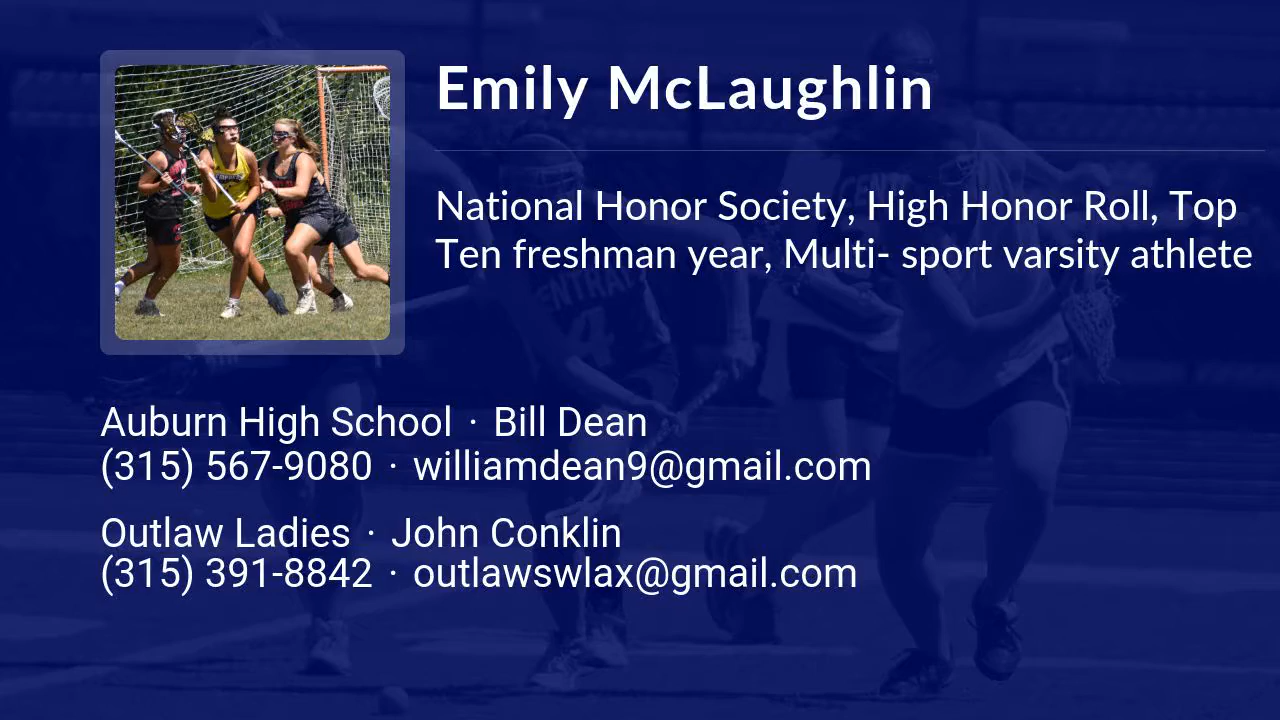 Emily McLaughlin
National Honor Society, High Honor Roll, Top
Ten freshman year, Multi- sport varsity athlete
Auburn High School · Bill Dean
(315) 567-9080 · williamdean9@gmail.com
Outlaw Ladies · John Conklin
(315) 391-8842 · outlawswlax@gmail.com